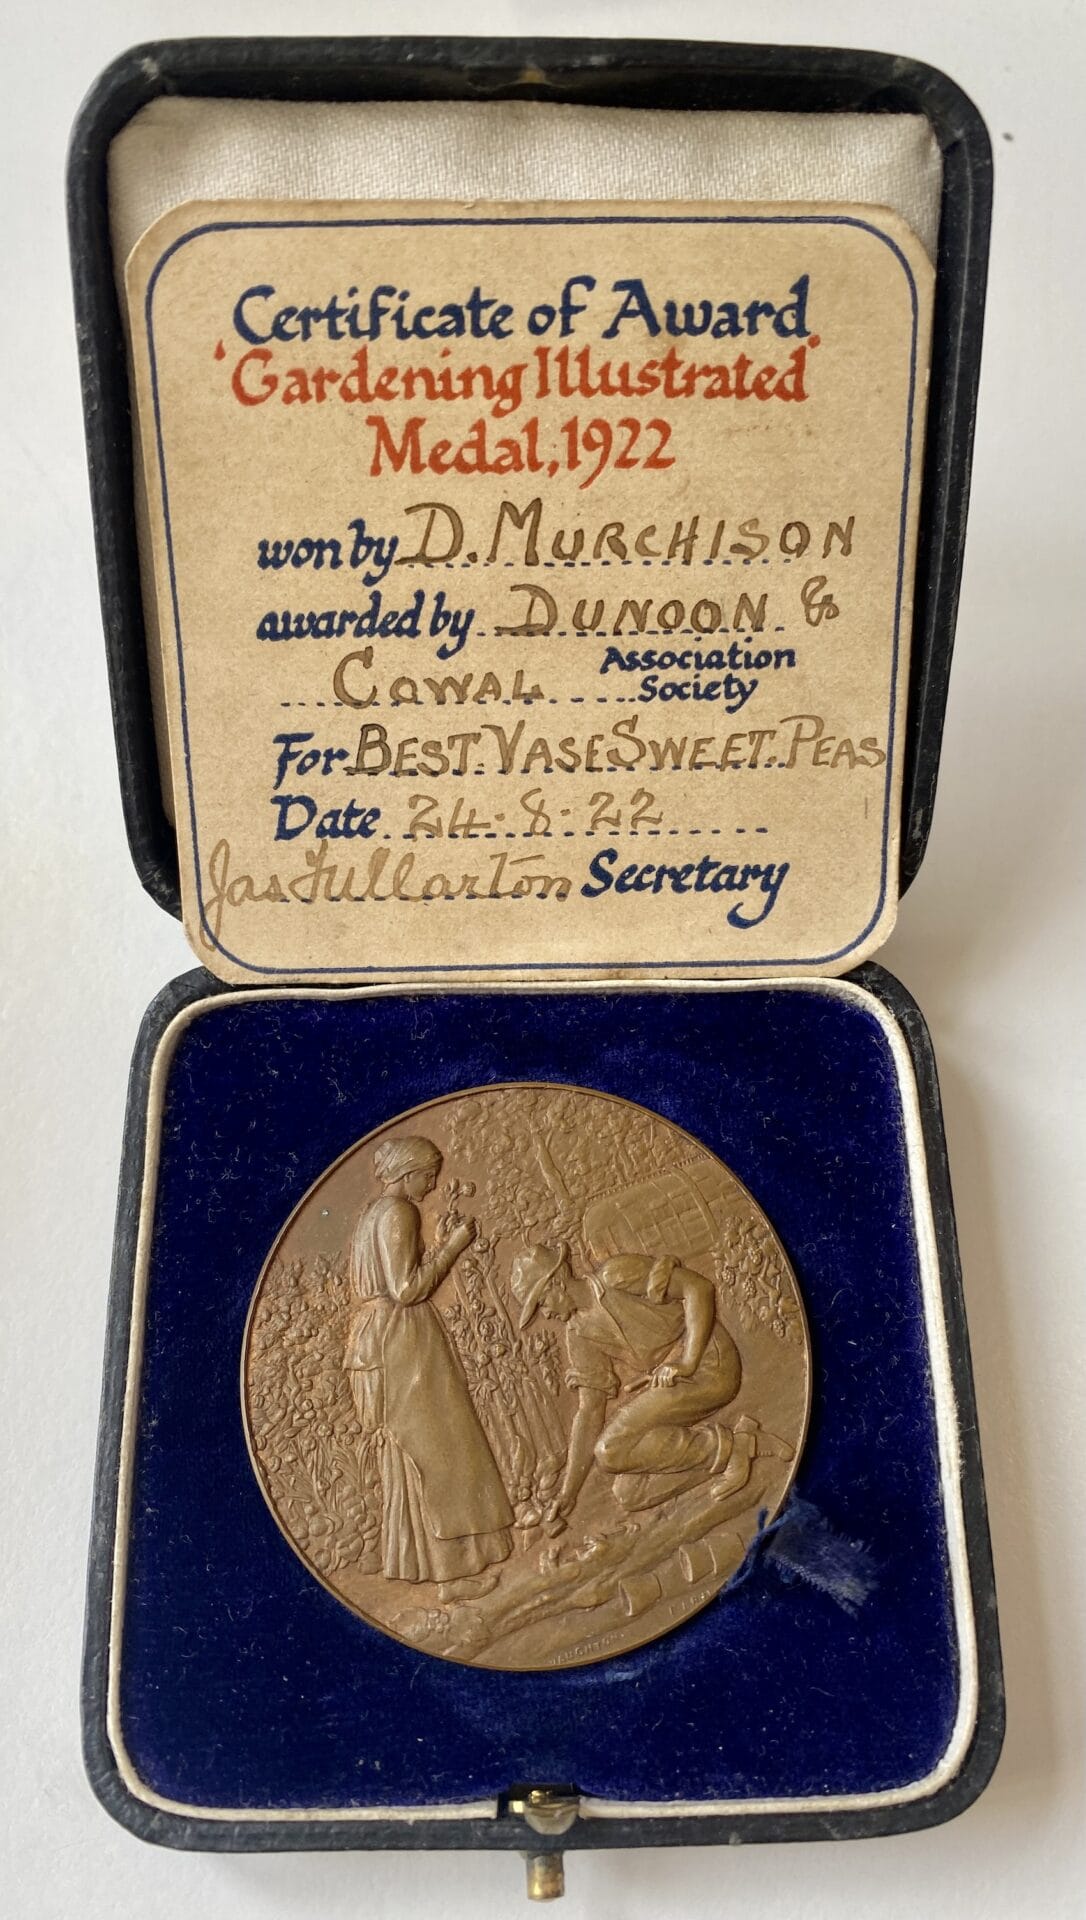 Certificate of Award
'Gardening Illustrated'
Medal, 1922
won by D. MURCHISON
awarded by DUNOON &
COWAL Association
Society
For BEST. VASE SWEET. PEAS
Date 24-8-22
Jas Fullarton Secretary